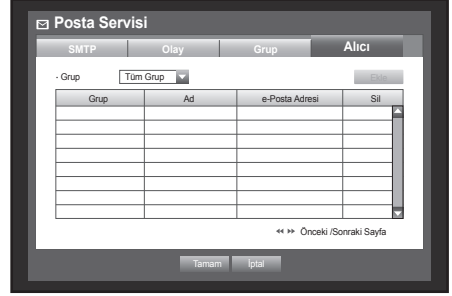 Posta Servisi
SMTP Olay Grup Alıcı
· Grup Tüm Grup Ekle
Grup Ad e-Posta Adresi Sil
Önceki /Sonraki Sayfa
Tamam İptal